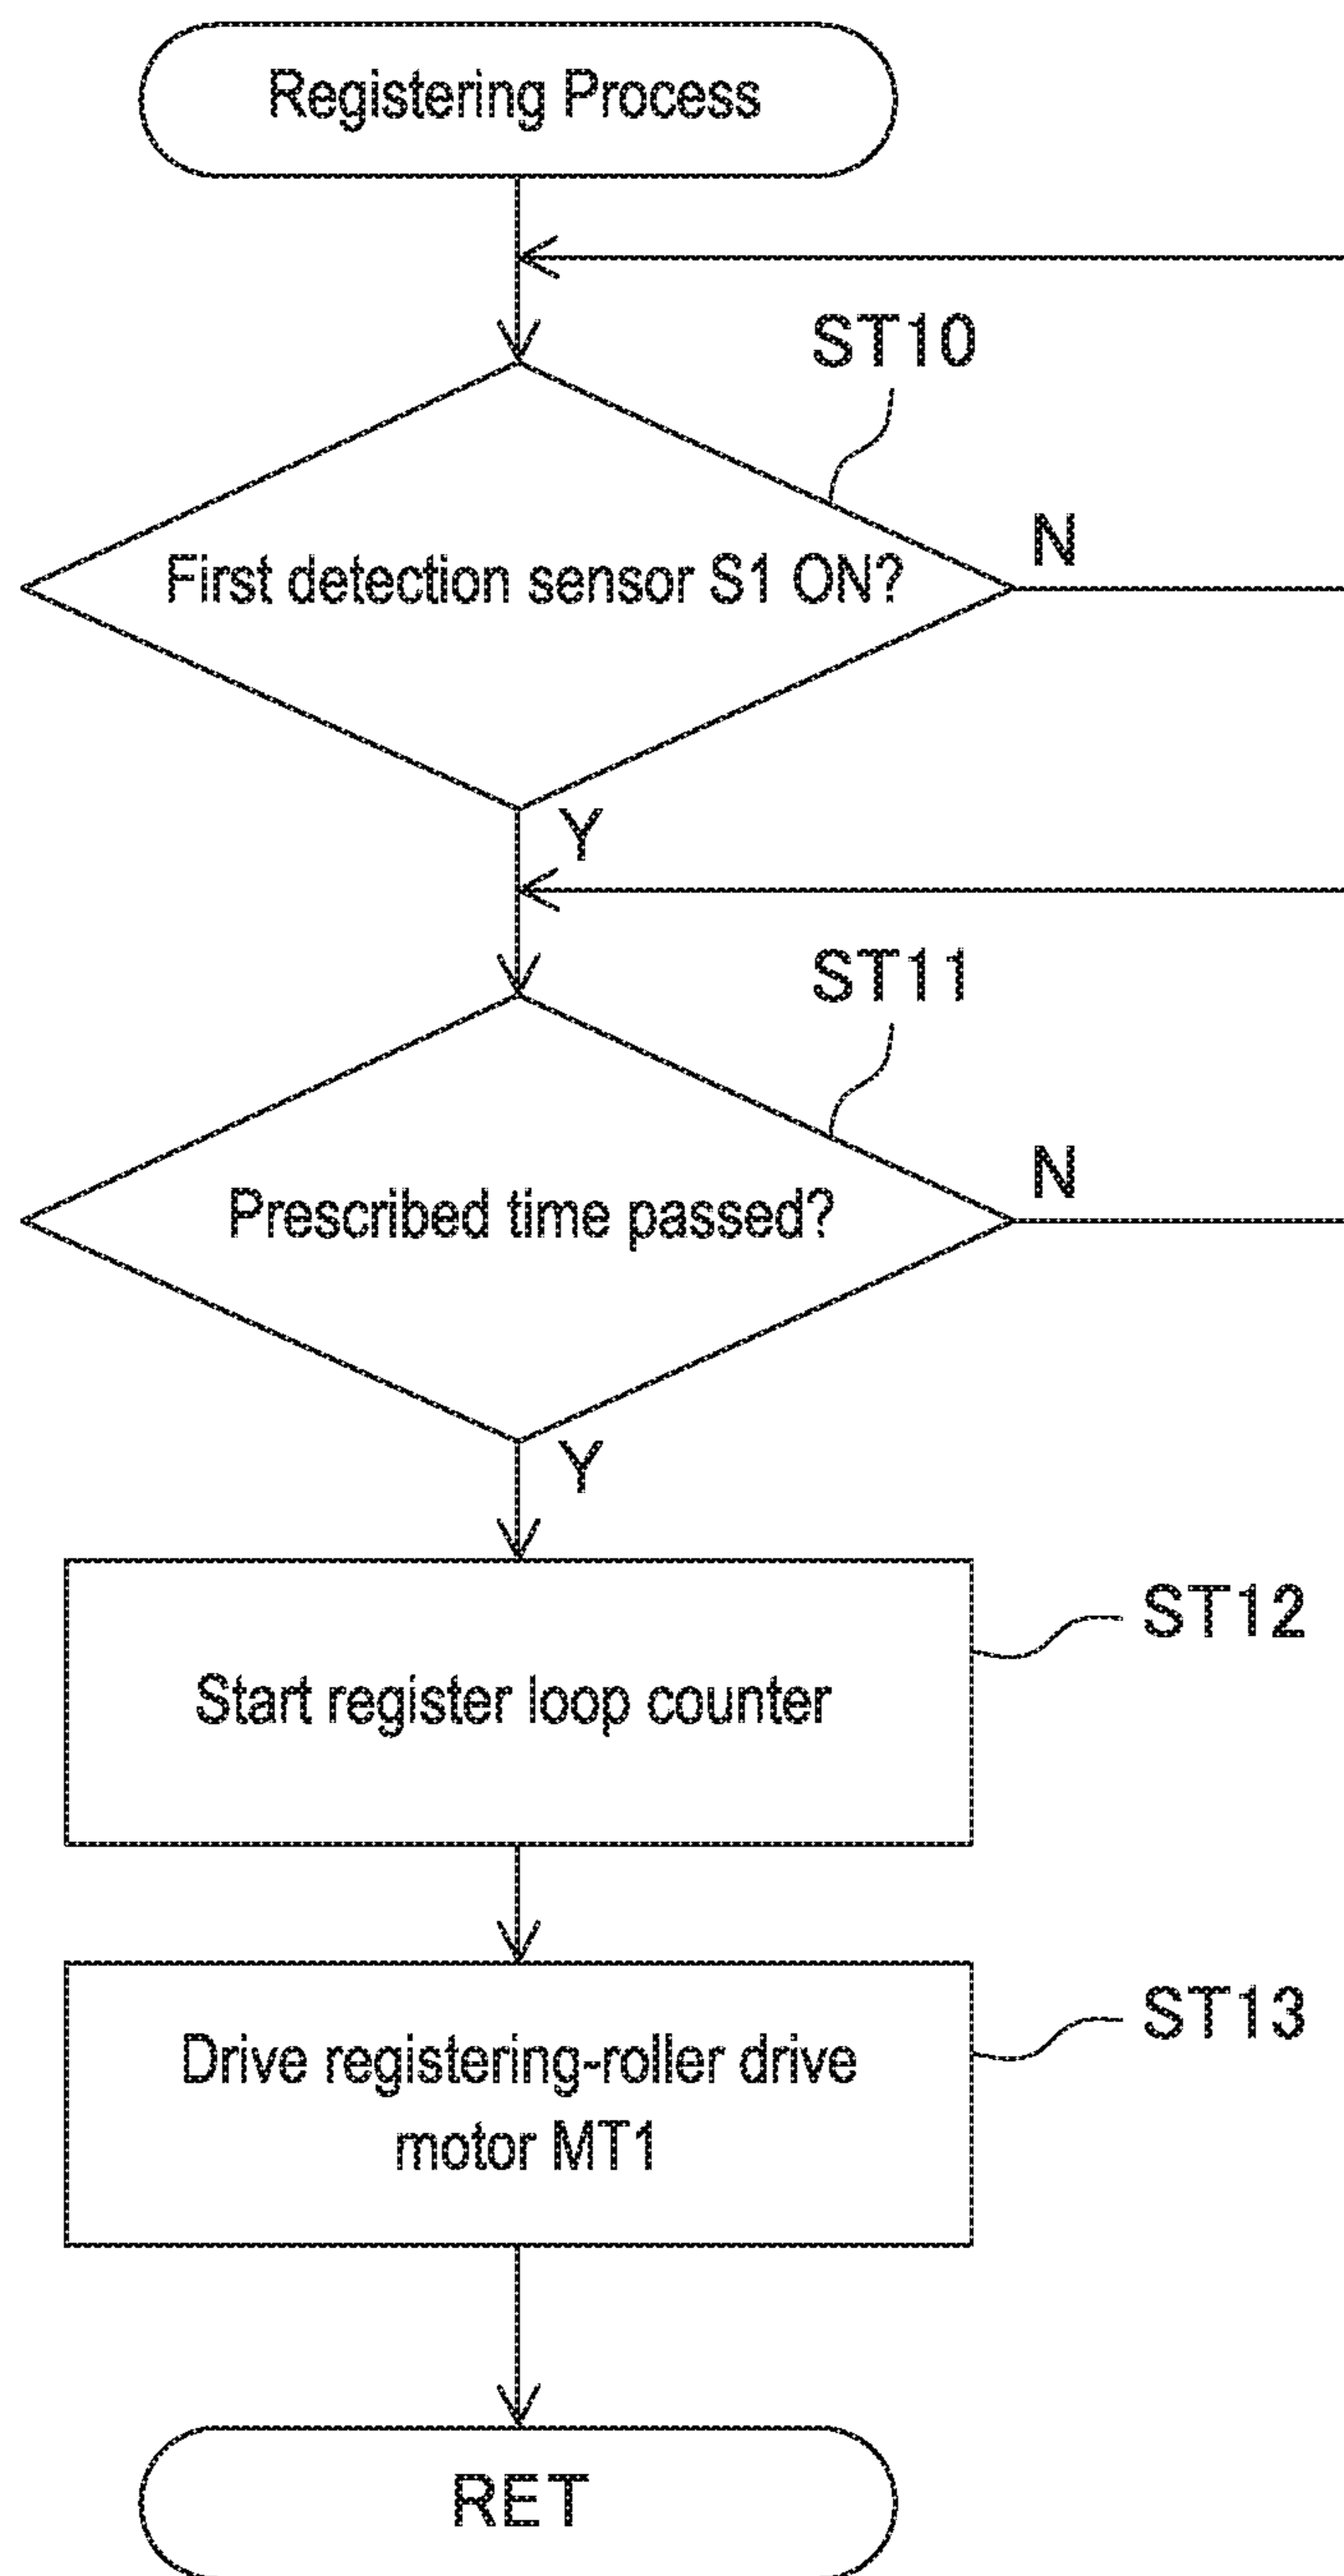 Registering Process
ST10
First detection sensor S1 ON?
N
Y
ST11
Prescribed time passed?
N
Y
Start register loop counter
ST12
Drive registering-roller drive
motor MT1
ST13
RET